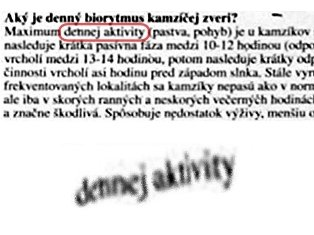 Aký je denný biorytmus kamzičej zveri?
Maximum dennej aktivity (pastva, pohyb) je u kamzíkov
nasleduje krátka pasívna fáza medzi 10-12 hodinou (odpo
vrcholí medzi 13-14 hodinou, potom nasleduje krátky odp
činnosti vrcholí asi hodinu pred západom slnka. Stále vyr
frekventovaných lokalitách sa kamzíky nepasú ako v norm
ale iba v skorých ranných a neskorých večerných hodinác
a značne škodlivá. Spôsobuje nedostatok výživy, menšiu o
dennej aktivity